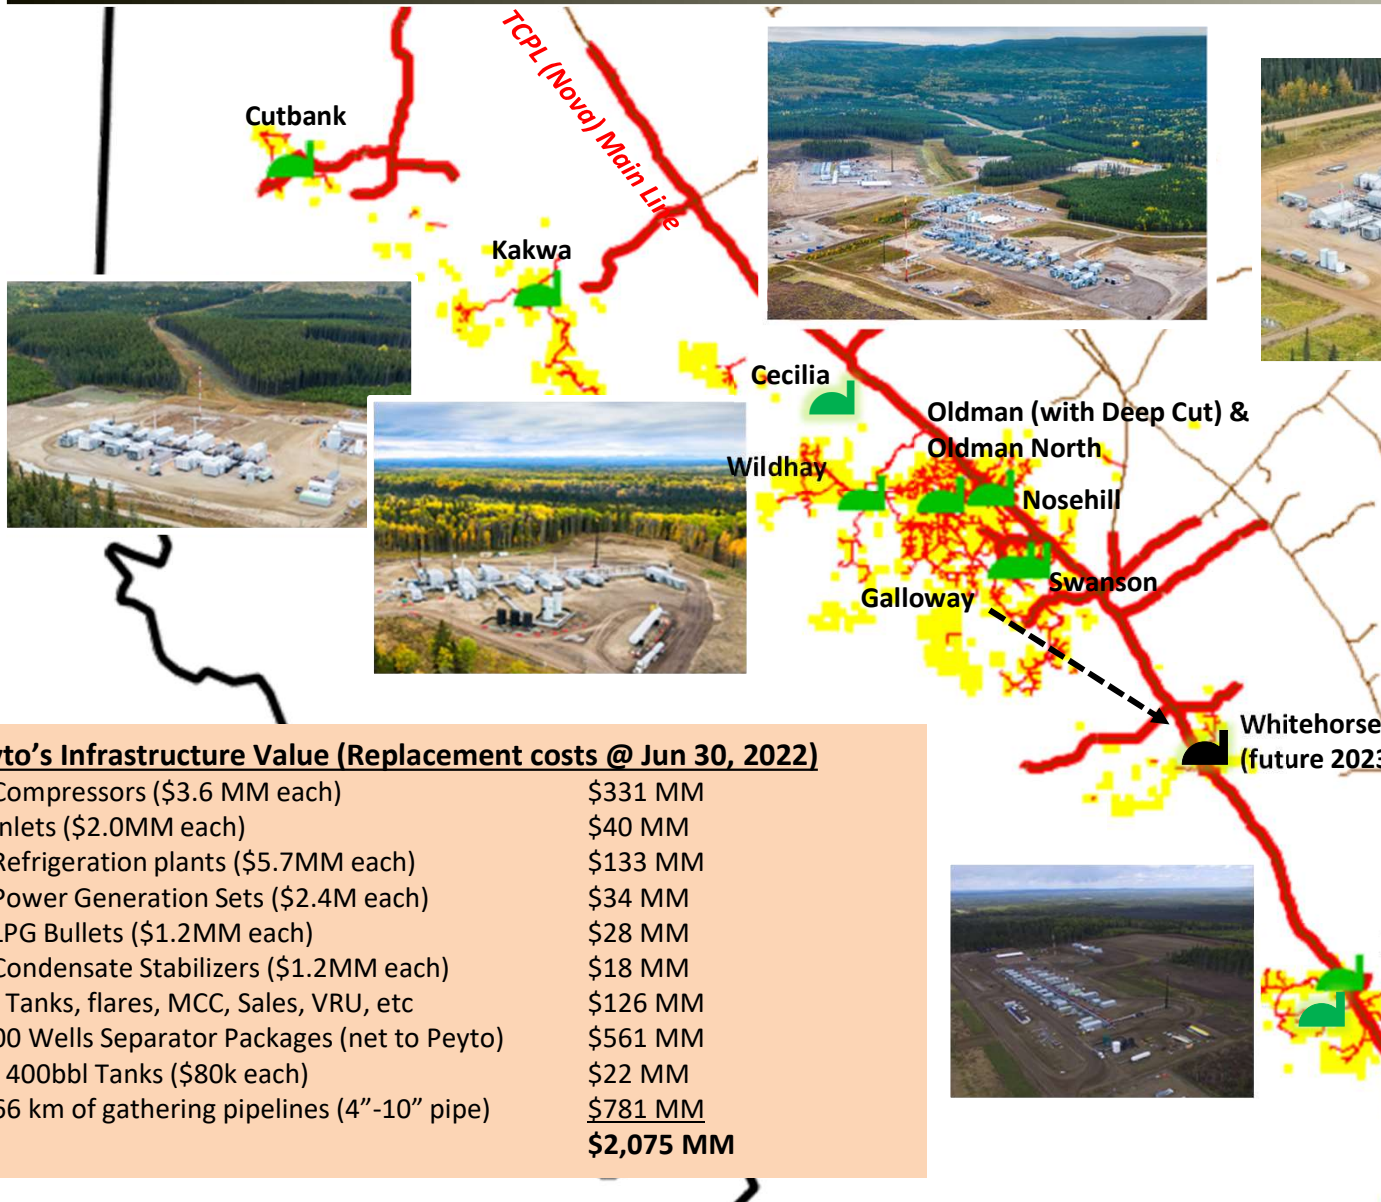 TCPL (Nova) Main Line
Cutbank
Kakwa
Cecilia
Oldman (with Deep Cut) &
Oldman North
Wildhay
Nosehill
Swanson
Galloway
Whitehorse
(future 2023
yto's Infrastructure Value (Replacement costs @ Jun 30, 2022)
Compressors ($3.6 MM each) $331 MM
nlets ($2.0MM each) $40 MM
Refrigeration plants ($5.7MM each) $133 MM
Power Generation Sets ($2.4M each) $34 MM
LPG Bullets ($1.2MM each) $28 MM
Condensate Stabilizers ($1.2MM each) $18 MM
Tanks, flares, MCC, Sales, VRU, etc $126 MM
00 Wells Separator Packages (net to Peyto) $561 MM
400bbl Tanks ($80k each) $22 MM
66 km of gathering pipelines (4”-10” pipe) $781 MM
$2,075 MM